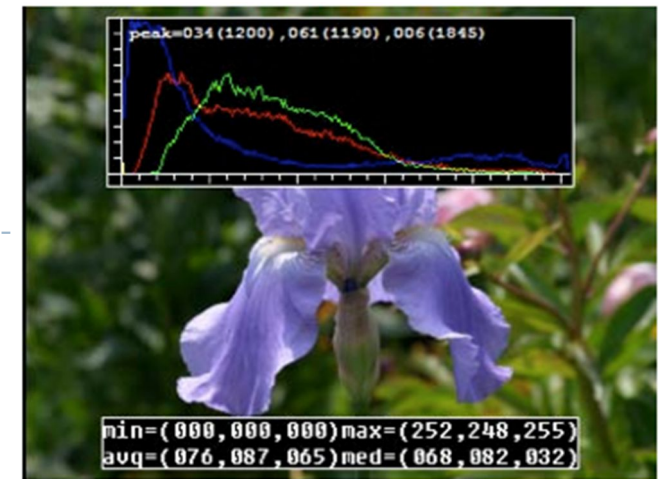 peak=034(1200),061(1190),006(1845)
min=(000,000,000)max=(252,248,255)
avg=(076,087,065)med=(068,082,032)